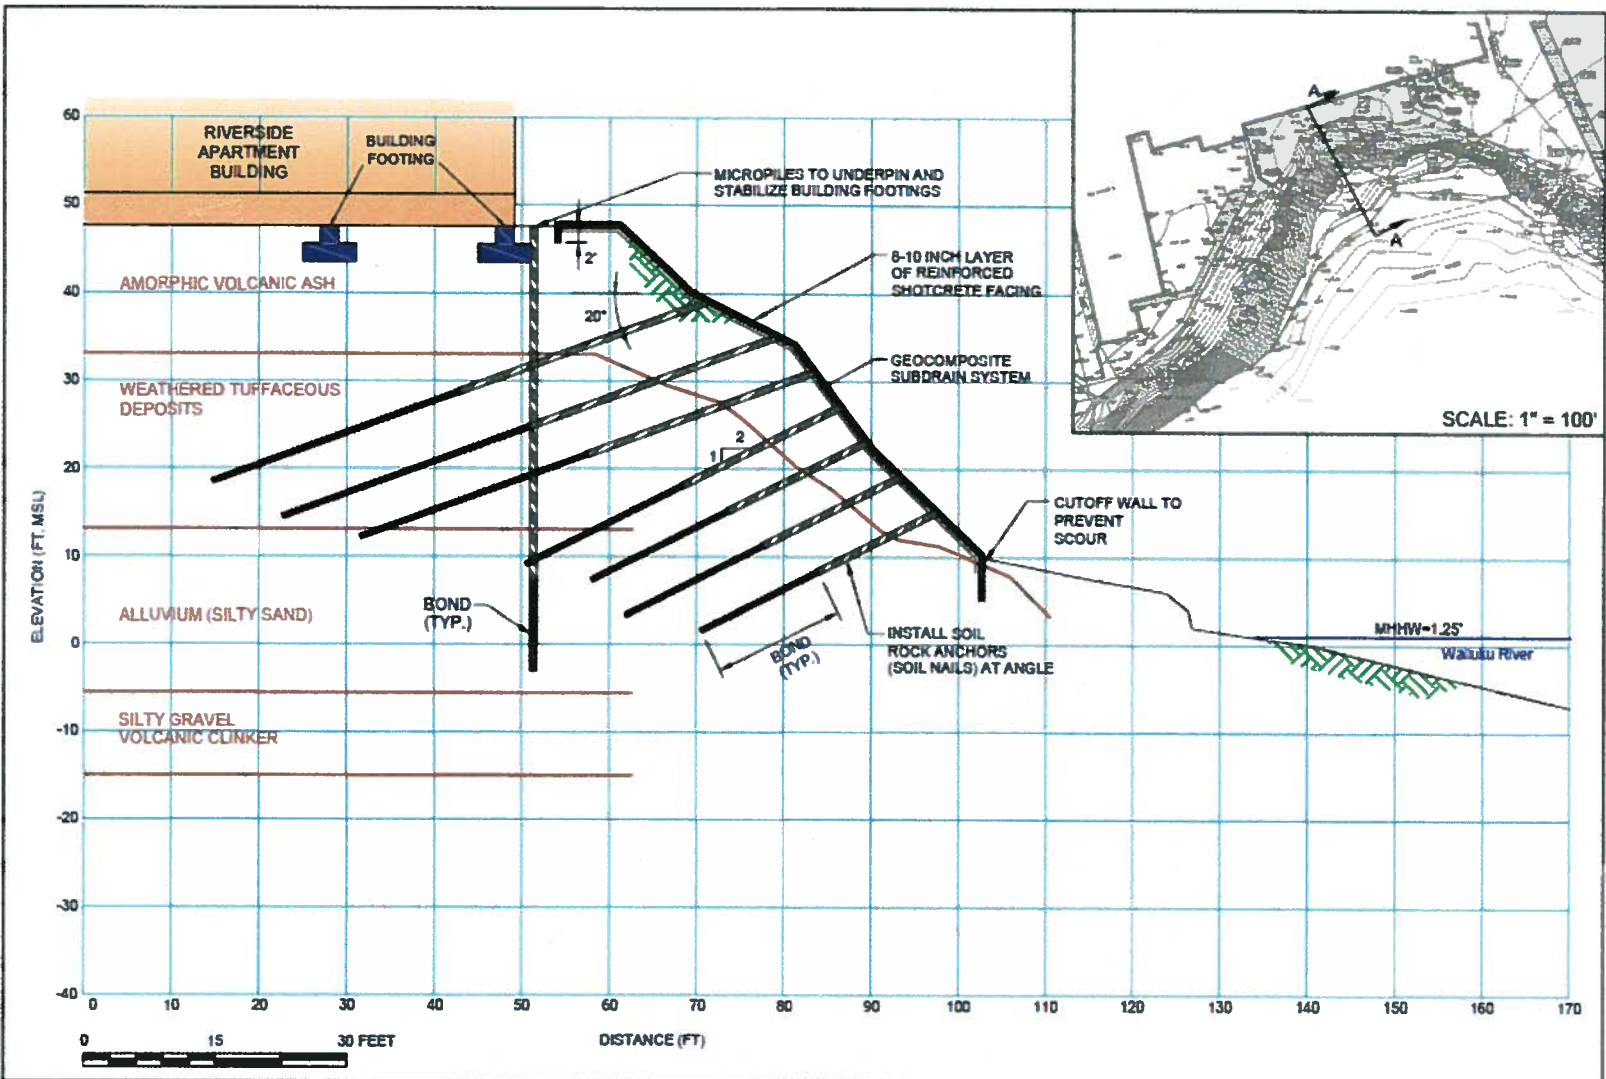 RIVERSIDE
APARTMENT
BUILDING
BUILDING
FOOTING
MICROPILES TO UNDERPIN AND
STABILIZE BUILDING FOOTINGS
8-10 INCH LAYER
OF REINFORCED
SHOTCRETE FACING
GEOCOMPOSITE
SUBDRAIN SYSTEM
2'
20°
2
1
AMORPHIC VOLCANIC ASH
WEATHERED TUFFACEOUS
DEPOSITS
ALLUVIUM (SILTY SAND)
SILTY GRAVEL
VOLCANIC CLINKER
BOND
(TYP.)
BOND
(TYP.)
INSTALL SOIL
ROCK ANCHORS
(SOIL NAILS) AT ANGLE
CUTOFF WALL TO
PREVENT
SCOUR
MHHW=1.25'
Wailuku River
A
A
SCALE: 1" = 100'
ELEVATION (FT. MSL)
60
50
40
30
20
10
0
-10
-20
-30
-40
0 10 20 30 40 50 60 70 80 90 100 110 120 130 140 150 160 170
DISTANCE (FT)
0 15 30 FEET